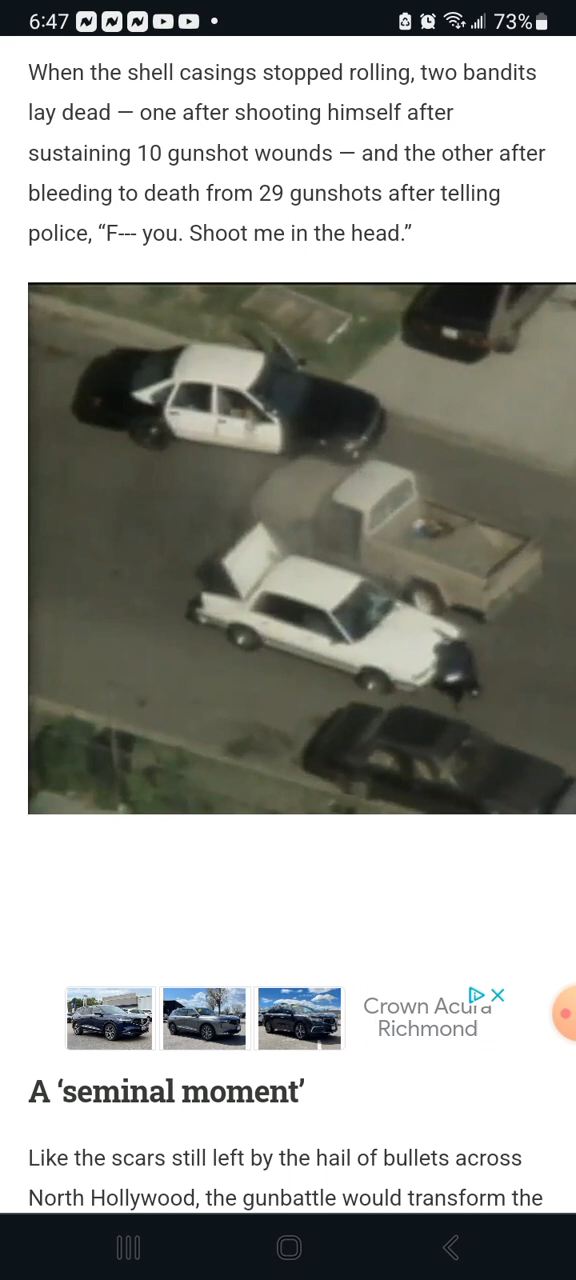 6:47
73%
When the shell casings stopped rolling, two bandits
lay dead — one after shooting himself after
sustaining 10 gunshot wounds — and the other after
bleeding to death from 29 gunshots after telling
police, “F--- you. Shoot me in the head.”
Crown Acura
Richmond
A ‘seminal moment’
Like the scars still left by the hail of bullets across
North Hollywood, the gunbattle would transform the